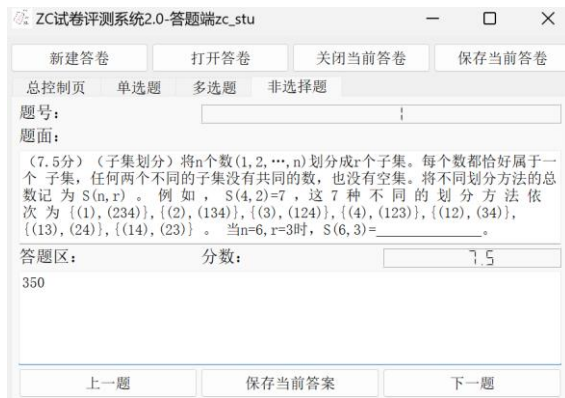 ZC试卷评测系统2.0-答题端zc_stu
新建答卷 打开答卷 关闭当前答卷 保存当前答卷
总控制页 单选题 多选题 非选择题
题号： 1
题面：
（7.5分）（子集划分）将n个数(1,2,…,n)划分成r个子集。每个数都恰好属于一
个 子集，任何两个不同的子集没有共同的数，也没有空集。将不同划分方法的总
数记 为 S(n,r) 。 例 如 ， S(4,2)=7 ，这 7 种 不 同 的 划 分 方 法 依
次 为 {(1),(234)},{(2),(134)},{(3),(124)},{(4),(123)},{(12),(34)},
{(13),(24)},{(14),(23)} 。 当n=6,r=3时，S(6,3)=______________。
答题区： 分数： 7.5
350
上一题 保存当前答案 下一题